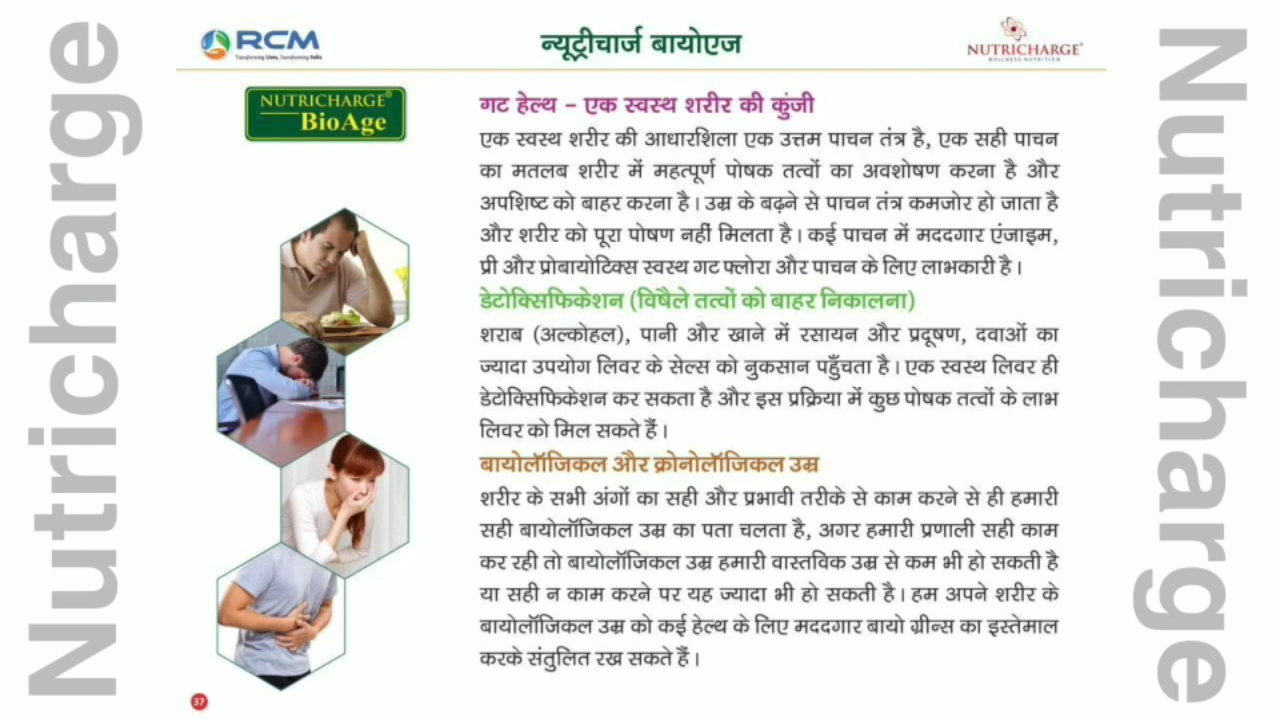 RCM
Transforming Lives, Transforming India
न्यूट्रीचार्ज बायोएज
NUTRICHARGE®
WELLNESS NUTRITION
NUTRICHARGE®
BioAge
गट हेल्थ – एक स्वस्थ शरीर की कुंजी
एक स्वस्थ शरीर की आधारशिला एक उत्तम पाचन तंत्र है, एक सही पाचन
का मतलब शरीर में महत्पूर्ण पोषक तत्वों का अवशोषण करना है और
अपशिष्ट को बाहर करना है। उम्र के बढ़ने से पाचन तंत्र कमजोर हो जाता है
और शरीर को पूरा पोषण नहीं मिलता है। कई पाचन में मददगार एंजाइम,
प्री और प्रोबायोटिक्स स्वस्थ गट फ्लोरा और पाचन के लिए लाभकारी है।
डेटोक्सिफिकेशन (विषैले तत्वों को बाहर निकालना)
शराब (अल्कोहल), पानी और खाने में रसायन और प्रदूषण, दवाओं का
ज्यादा उपयोग लिवर के सेल्स को नुकसान पहुँचता है। एक स्वस्थ लिवर ही
डेटोक्सिफिकेशन कर सकता है और इस प्रक्रिया में कुछ पोषक तत्वों के लाभ
लिवर को मिल सकते हैं।
बायोलॉजिकल और क्रोनोलॉजिकल उम्र
शरीर के सभी अंगों का सही और प्रभावी तरीके से काम करने से ही हमारी
सही बायोलॉजिकल उम्र का पता चलता है, अगर हमारी प्रणाली सही काम
कर रही तो बायोलॉजिकल उम्र हमारी वास्तविक उम्र से कम भी हो सकती है
या सही न काम करने पर यह ज्यादा भी हो सकती है। हम अपने शरीर के
बायोलॉजिकल उम्र को कई हेल्थ के लिए मददगार बायो ग्रीन्स का इस्तेमाल
करके संतुलित रख सकते हैं।
37
Nutricharge
Nutricharge